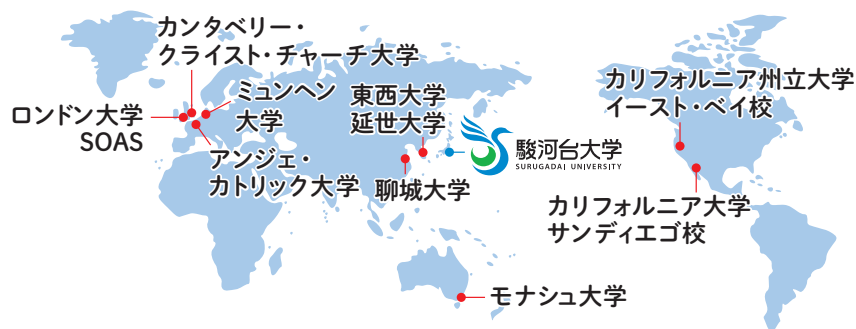 カンタベリー・
クライスト・チャーチ大学
ロンドン大学
SOAS
ミュンヘン
大学
アンジェ・
カトリック大学
東西大学
延世大学
聊城大学
駿河台大学
SURUGADAI UNIVERSITY
カリフォルニア州立大学
イースト・ベイ校
カリフォルニア大学
サンディエゴ校
モナシュ大学